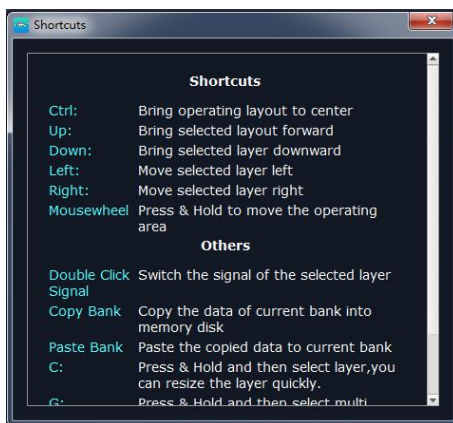 Shortcuts
Shortcuts
Ctrl: Bring operating layout to center
Up: Bring selected layout forward
Down: Bring selected layer downward
Left: Move selected layer left
Right: Move selected layer right
Mousewheel Press & Hold to move the operating
area
Others
Double Click Switch the signal of the selected layer
Signal
Copy Bank Copy the data of current bank into
memory disk
Paste Bank Paste the copied data to current bank
C: Press & Hold and then select layer,you
can resize the layer quickly.
G: Press & Hold and then select multi